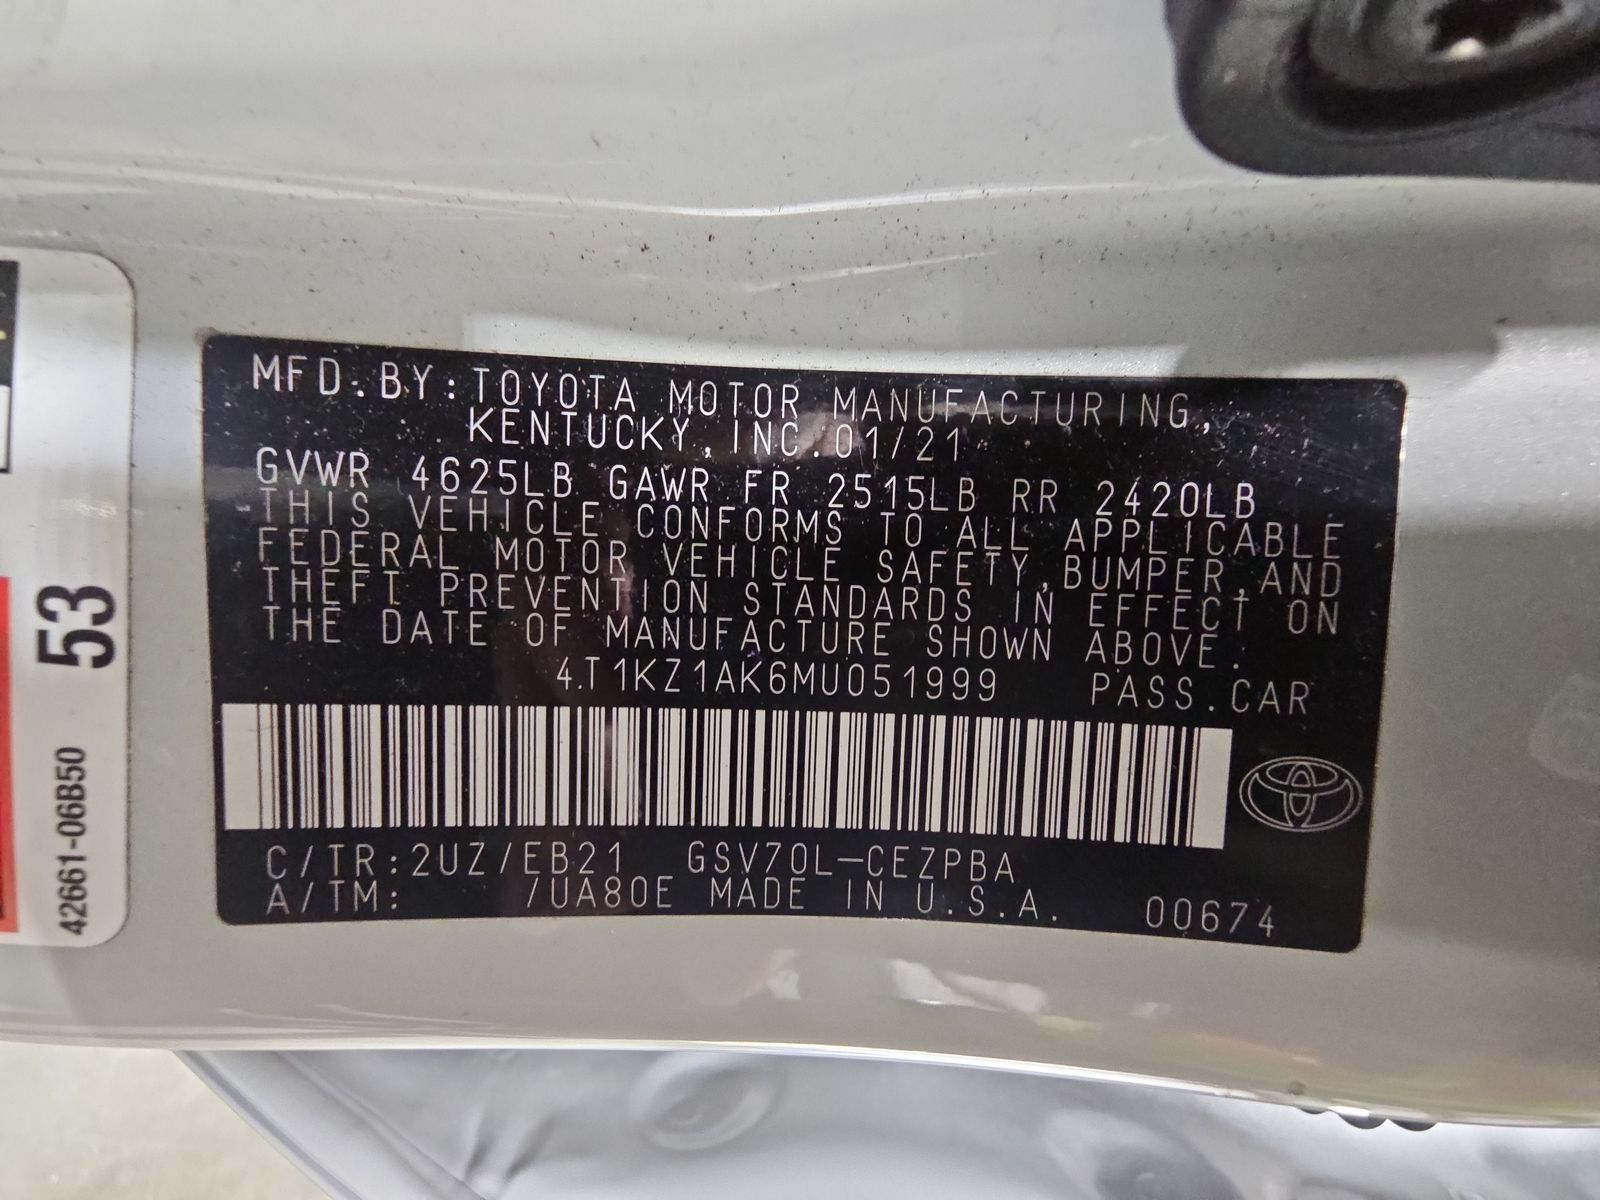 MFD. BY: TOYOTA MOTOR MANUFACTURING,
KENTUCKY, INC. 01/21
GVWR 4625LB GAWR FR 2515LB RR 2420LB
THIS VEHICLE CONFORMS TO ALL APPLICABLE
FEDERAL MOTOR VEHICLE SAFETY, BUMPER, AND
THEFT PREVENTION STANDARDS IN EFFECT ON
THE DATE OF MANUFACTURE SHOWN ABOVE.
4T1KZ1AK6MU051999 PASS. CAR
C/TR: 2UZ/EB21 GSV70L-CEZPBA
A/TM: /UA80E MADE IN U.S.A. 00674
53
42661-06B50